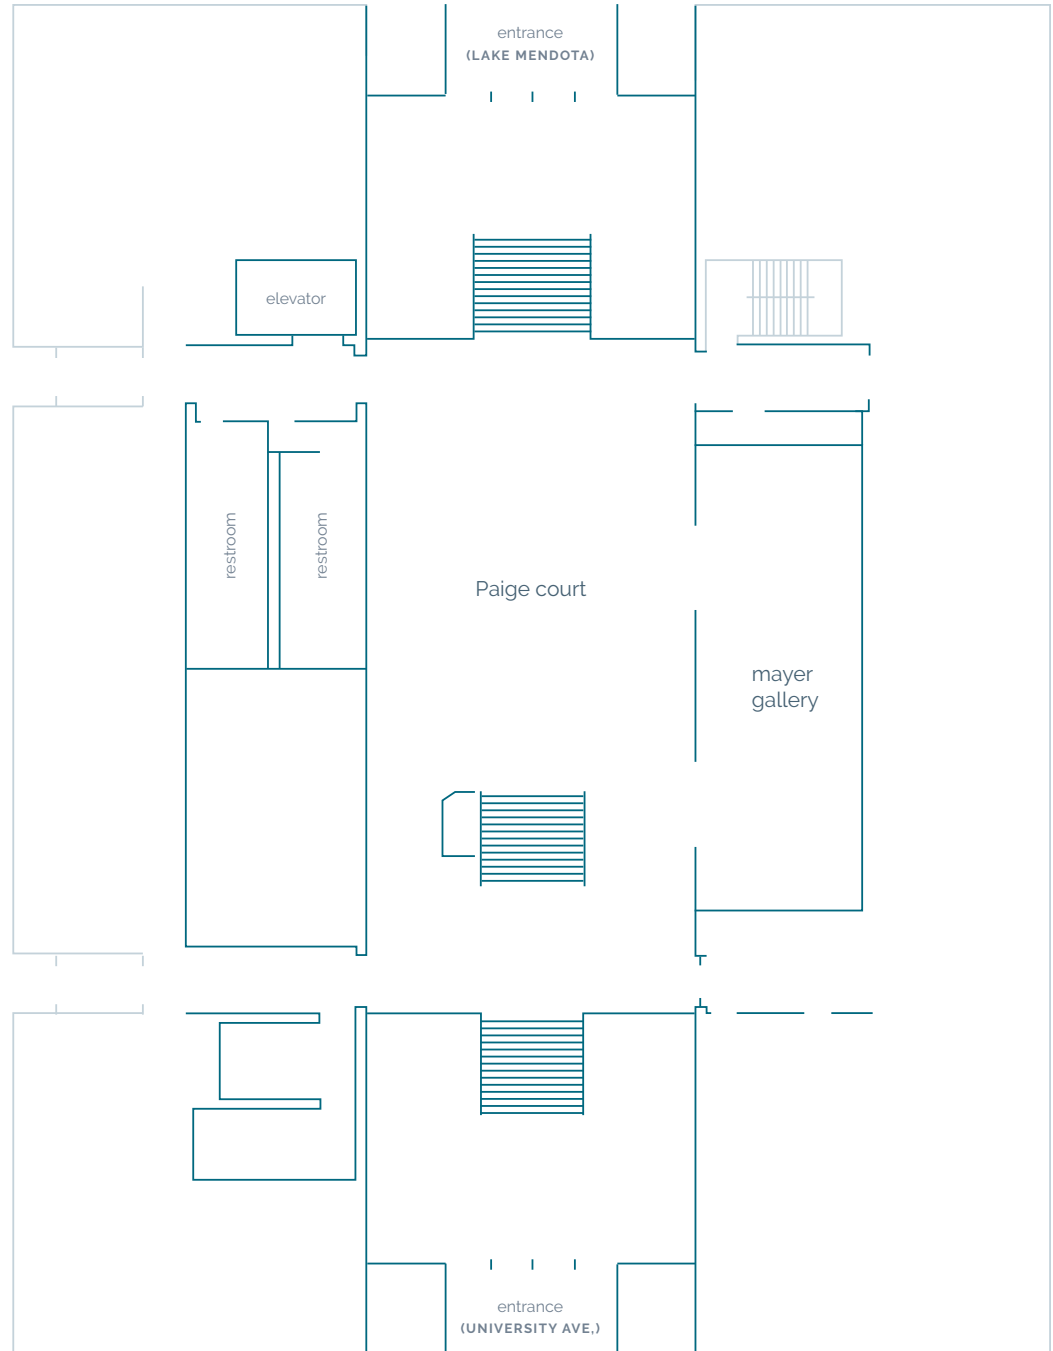 entrance
(LAKE MENDOTA)
elevator
restroom
restroom
Paige court
mayer
gallery
entrance
(UNIVERSITY AVE,)